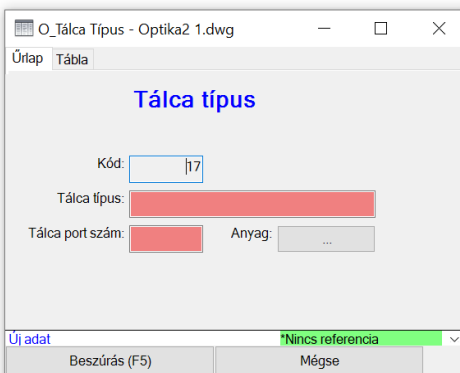 O_Tálca Típus - Optika2 1.dwg
Űrlap Tábla
Tálca típus
Kód: 17
Tálca típus:
Tálca port szám: Anyag: ...
Új adat *Nincs referencia
Beszúrás (F5) Mégse